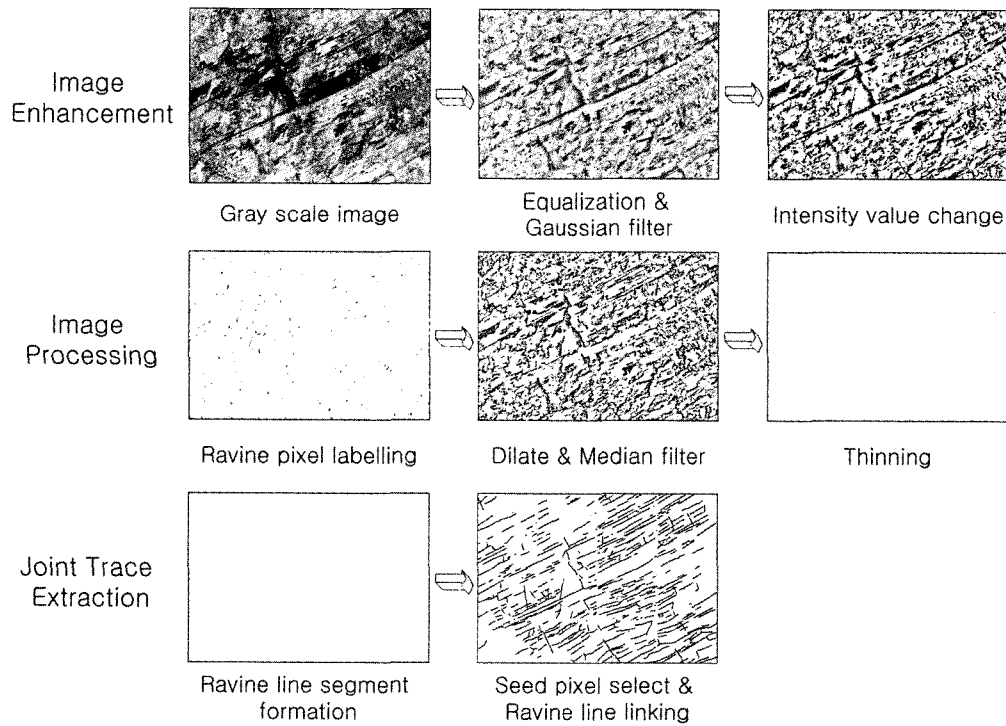 Image
Enhancement
Gray scale image
Equalization &
Gaussian filter
Intensity value change
Image
Processing
Ravine pixel labelling
Dilate & Median filter
Thinning
Joint Trace
Extraction
Ravine line segment
formation
Seed pixel select &
Ravine line linking